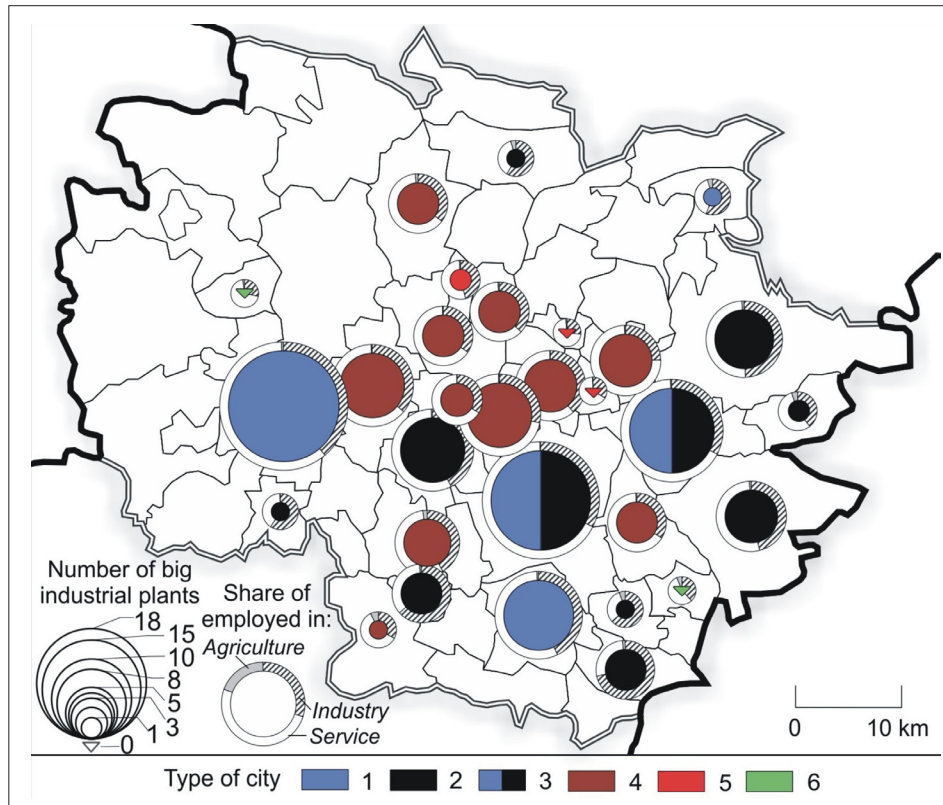 Number of big
industrial plants
18
15
10
8
5
3
1
0
Share of
employed in:
Agriculture
Industry
Service
0 10 km
Type of city 1 2 3 4 5 6